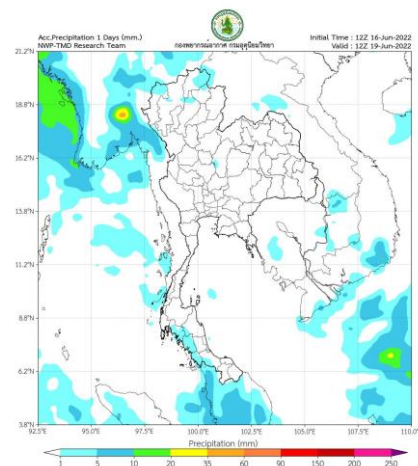 Acc.Precipitation 1 Days (mm.)
NWP-TMD Research Team
กองพยากรณ์อากาศ กรมอุตุนิยมวิทยา
Initial Time : 12Z 16-Jun-2022
Valid : 12Z 19-Jun-2022
21.2°N
18.8°N
16.2°N
13.8°N
11.2°N
8.8°N
6.2°N
3.8°N
92.5°E 95.0°E 97.5°E 100.0°E 102.5°E 105.0°E 107.5°E 110.0°E
Precipitation (mm)
1 5 10 20 35 60 90 150 200 250